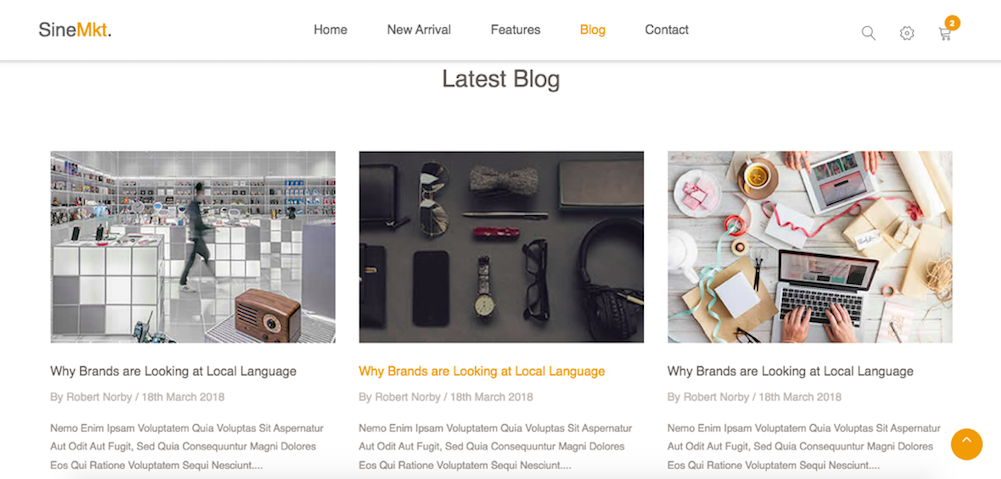 SineMkt.
Home New Arrival Features Blog Contact
2
Latest Blog
Why Brands are Looking at Local Language
By Robert Norby / 18th March 2018
Nemo Enim Ipsam Voluptatem Quia Voluptas Sit Aspernatur
Aut Odit Aut Fugit, Sed Quia Consequuntur Magni Dolores
Eos Qui Ratione Voluptatem Sequi Nesciunt....
Why Brands are Looking at Local Language
By Robert Norby / 18th March 2018
Nemo Enim Ipsam Voluptatem Quia Voluptas Sit Aspernatur
Aut Odit Aut Fugit, Sed Quia Consequuntur Magni Dolores
Eos Qui Ratione Voluptatem Sequi Nesciunt....
Why Brands are Looking at Local Language
By Robert Norby / 18th March 2018
Nemo Enim Ipsam Voluptatem Quia Voluptas Sit Aspernatur
Aut Odit Aut Fugit, Sed Quia Consequuntur Magni Dolores
Eos Qui Ratione Voluptatem Sequi Nesciunt....